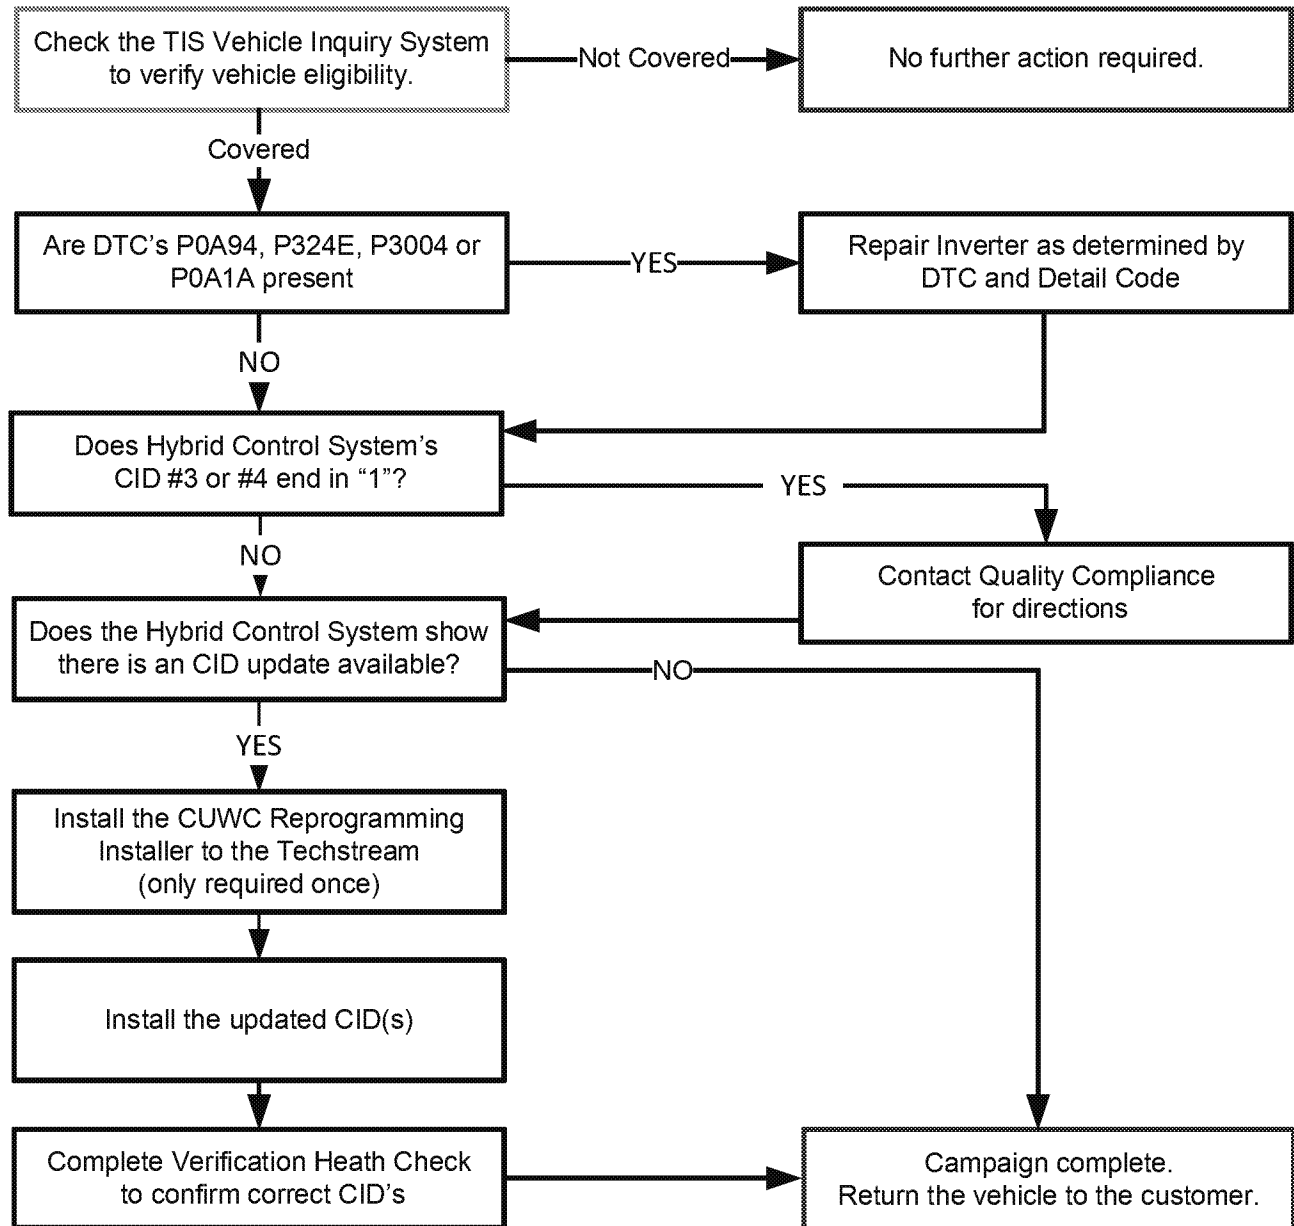 Check the TIS Vehicle Inquiry System
to verify vehicle eligibility.
Not Covered
No further action required.
Covered
Are DTC’s P0A94, P324E, P3004 or
P0A1A present
YES
Repair Inverter as determined by
DTC and Detail Code
NO
Does Hybrid Control System’s
CID #3 or #4 end in “1”?
YES
NO
Contact Quality Compliance
for directions
Does the Hybrid Control System show
there is an CID update available?
NO
YES
Install the CUWC Reprogramming
Installer to the Techstream
(only required once)
Install the updated CID(s)
Complete Verification Heath Check
to confirm correct CID’s
Campaign complete.
Return the vehicle to the customer.